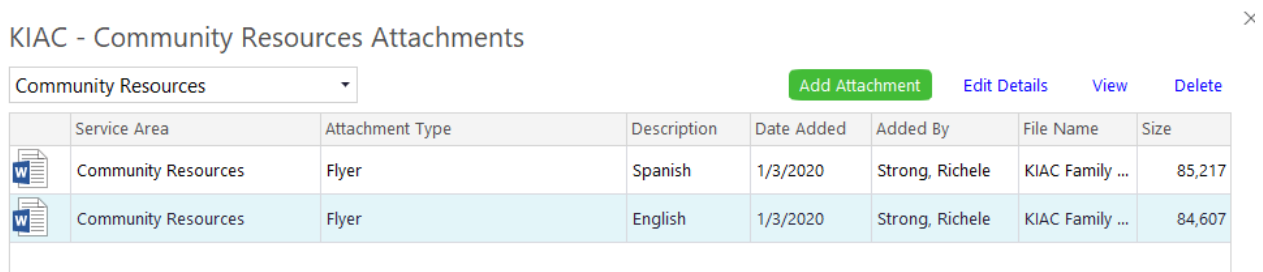 KIAC - Community Resources Attachments
Community Resources Add Attachment Edit Details View Delete
Service Area Attachment Type Description Date Added Added By File Name Size
Community Resources Flyer Spanish 1/3/2020 Strong, Richele KIAC Family ... 85,217
Community Resources Flyer English 1/3/2020 Strong, Richele KIAC Family ... 84,607